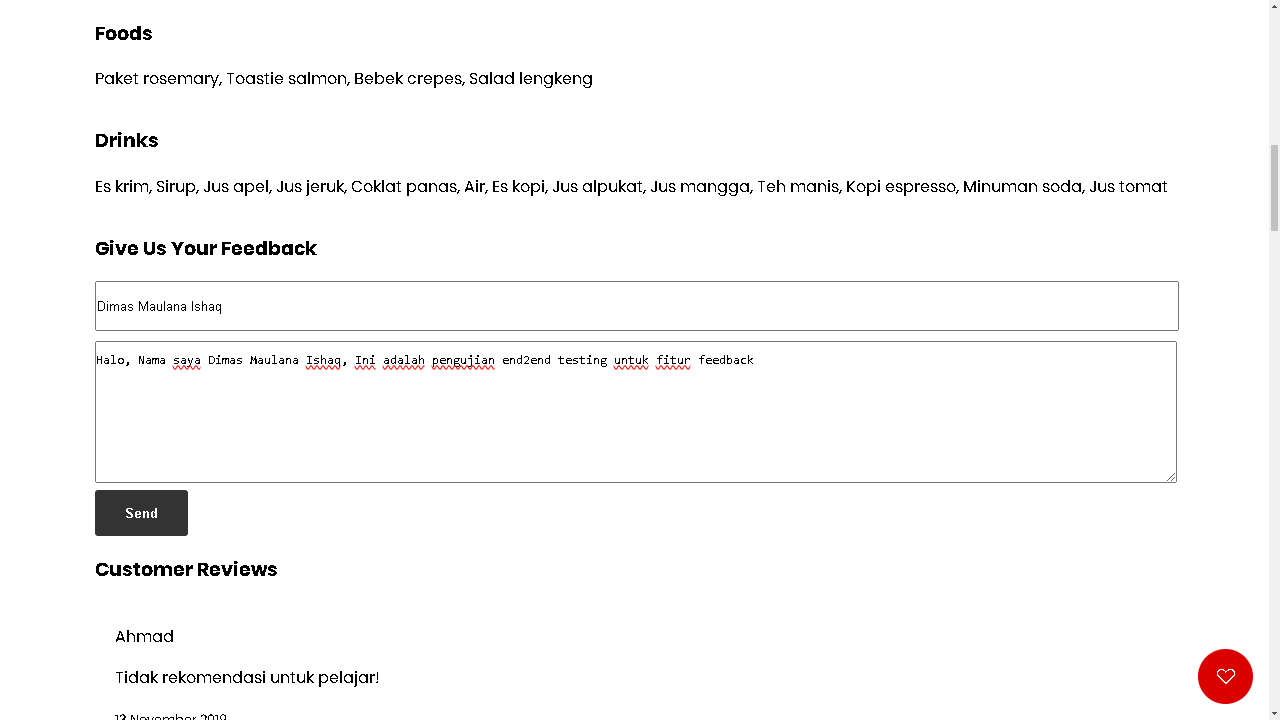 Foods
Paket rosemary, Toastie salmon, Bebek crepes, Salad lengkeng
Drinks
Es krim, Sirup, Jus apel, Jus jeruk, Coklat panas, Air, Es kopi, Jus alpukat, Jus mangga, Teh manis, Kopi espresso, Minuman soda, Jus tomat
Give Us Your Feedback
Dimas Maulana Ishaq
Halo, Nama saya Dimas Maulana Ishaq, Ini adalah pengujian end2end testing untuk fitur feedback
Send
Customer Reviews
Ahmad
Tidak rekomendasi untuk pelajar!
13 November 2019